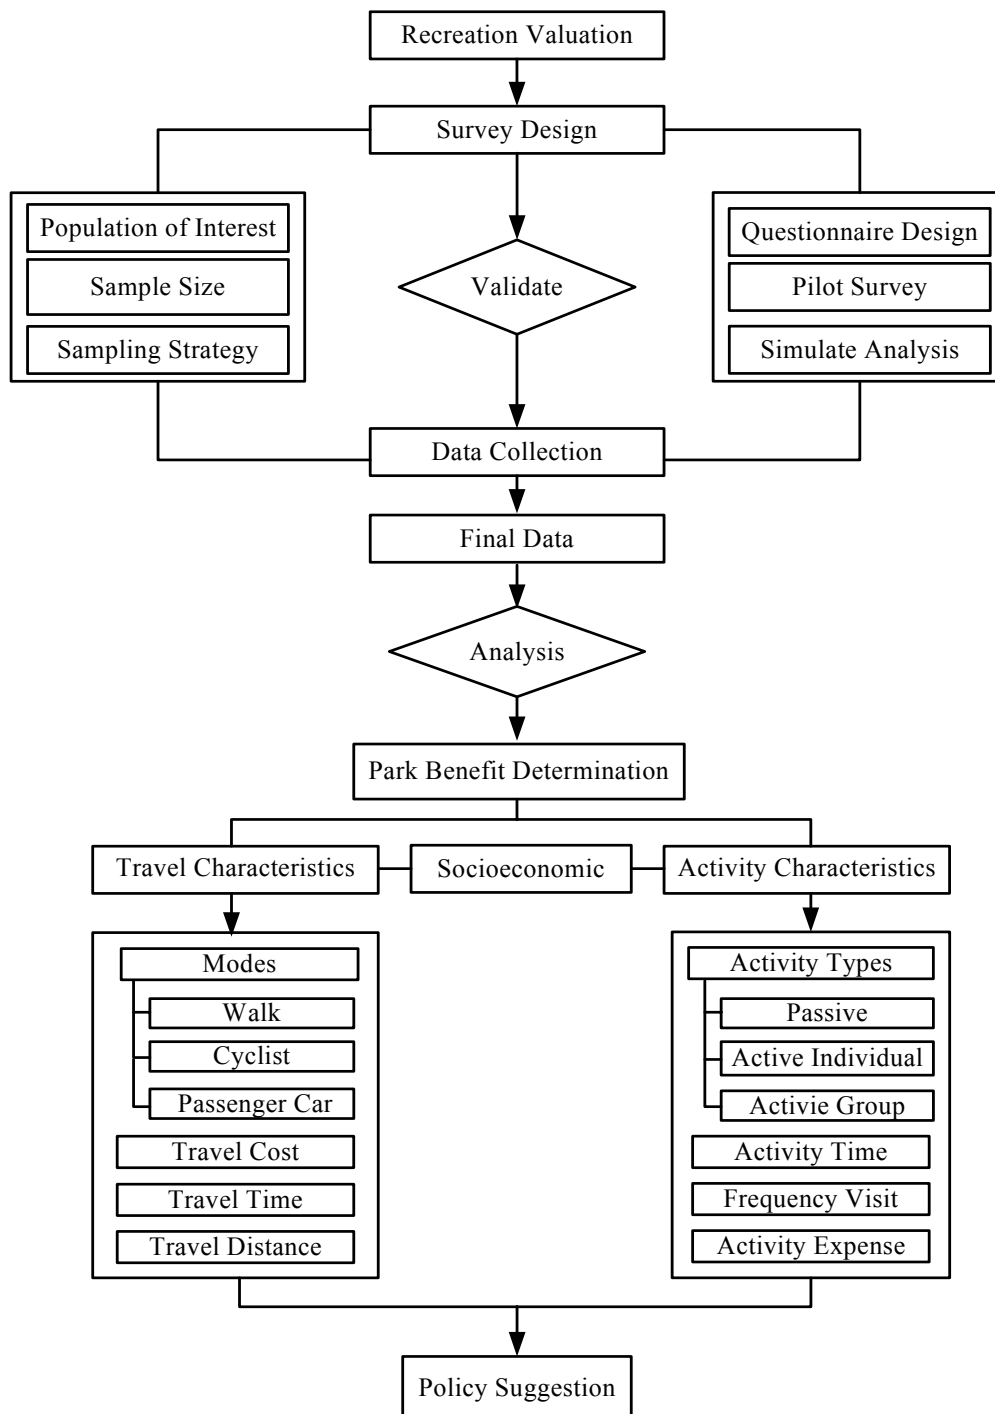 Recreation Valuation
Survey Design
Population of Interest
Sample Size
Sampling Strategy
Validate
Questionnaire Design
Pilot Survey
Simulate Analysis
Data Collection
Final Data
Analysis
Park Benefit Determination
Travel Characteristics
Socioeconomic
Activity Characteristics
Modes
Walk
Cyclist
Passenger Car
Travel Cost
Travel Time
Travel Distance
Activity Types
Passive
Active Individual
Activie Group
Activity Time
Frequency Visit
Activity Expense
Policy Suggestion